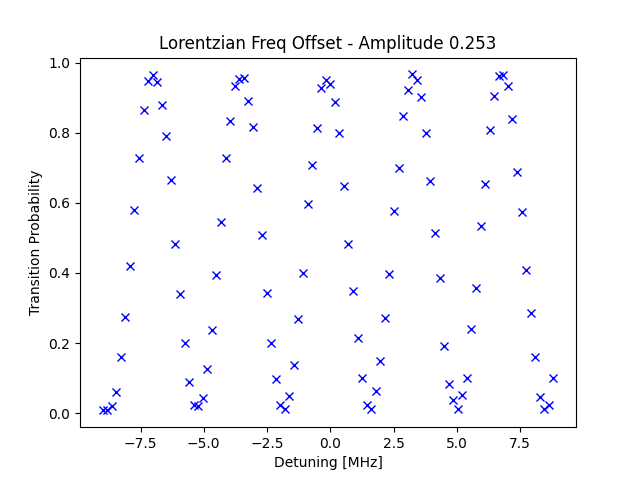 Lorentzian Freq Offset - Amplitude 0.253
1.0
0.8
0.6
0.4
0.2
0.0
Transition Probability
−7.5 −5.0 −2.5 0.0 2.5 5.0 7.5
Detuning [MHz]